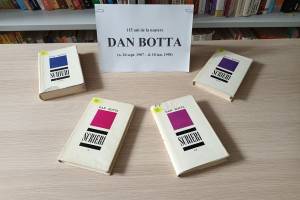 115 ani de la naștere
DAN BOTTA
(n. 26 sept. 1907 - d. 13 ian. 1958)
SCRIERI
SCRIERI
DAN BOTTA
SCRIERI
DAN BOTTA
SCRIERI